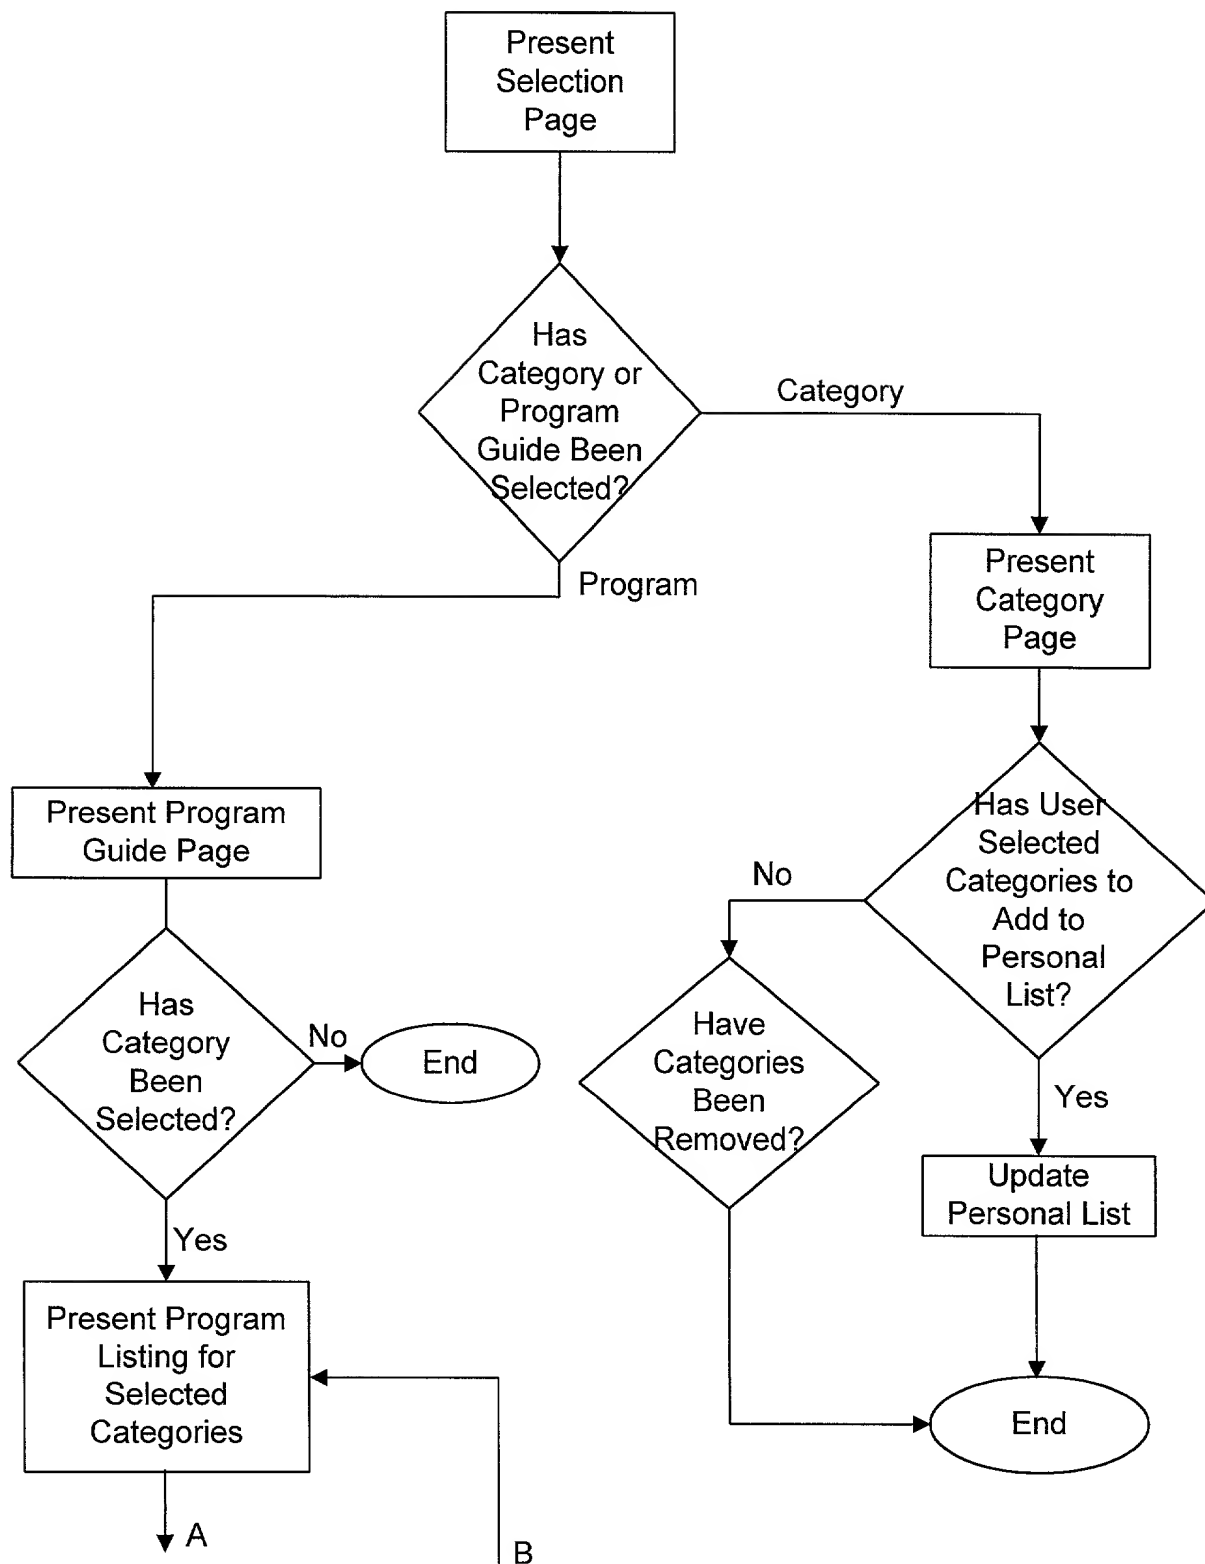 Present
Selection
Page
Has
Category or
Program
Guide Been
Selected?
Category
Program
Present
Category
Page
Present Program
Guide Page
Has User
Selected
Categories to
Add to
Personal
List?
No
Has
Category
Been
Selected?
No
End
Have
Categories
Been
Removed?
Yes
Update
Personal List
Yes
Present Program
Listing for
Selected
Categories
End
A
B